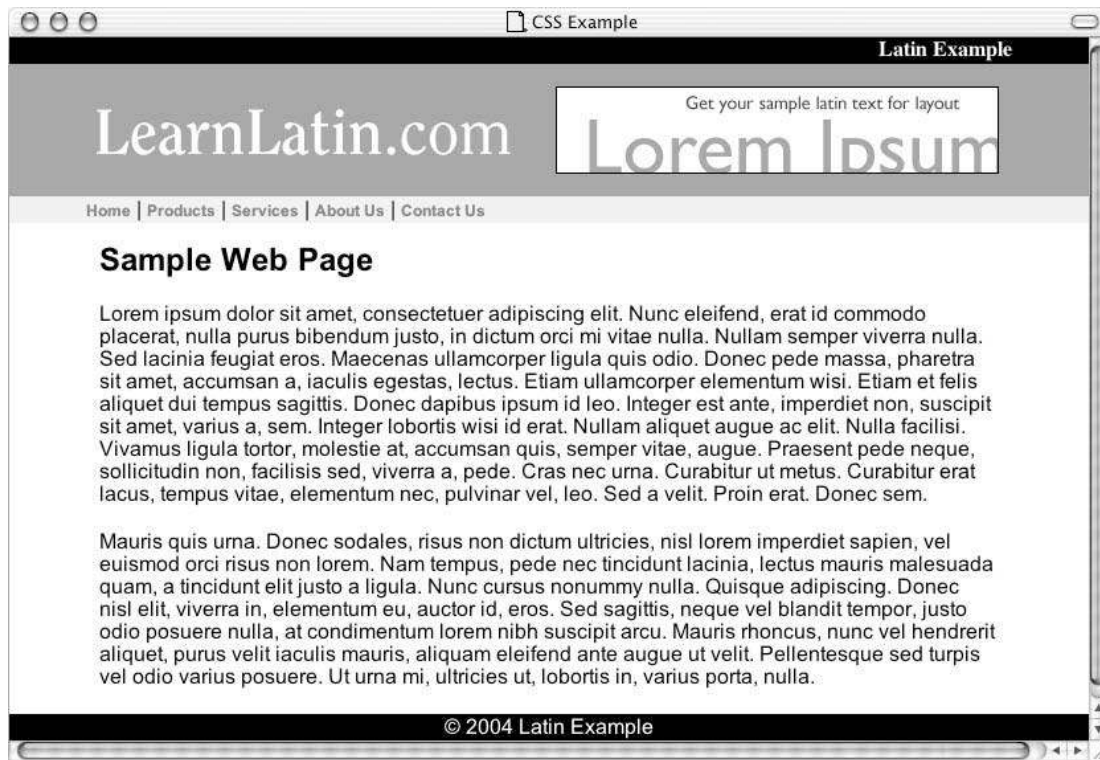 CSS Example
Latin Example
LearnLatin.com
Get your sample latin text for layout
Lorem Ipsum
Home | Products | Services | About Us | Contact Us
Sample Web Page
Lorem ipsum dolor sit amet, consectetuer adipiscing elit. Nunc eleifend, erat id commodo
placerat, nulla purus bibendum justo, in dictum orci mi vitae nulla. Nullam semper viverra nulla.
Sed lacinia feugiat eros. Maecenas ullamcorper ligula quis odio. Donec pede massa, pharetra
sit amet, accumsan a, iaculis egestas, lectus. Etiam ullamcorper elementum wisi. Etiam et felis
aliquet dui tempus sagittis. Donec dapibus ipsum id leo. Integer est ante, imperdiet non, suscipit
sit amet, varius a, sem. Integer lobortis wisi id erat. Nullam aliquet augue ac elit. Nulla facilisi.
Vivamus ligula tortor, molestie at, accumsan quis, semper vitae, augue. Praesent pede neque,
sollicitudin non, facilisis sed, viverra a, pede. Cras nec urna. Curabitur ut metus. Curabitur erat
lacus, tempus vitae, elementum nec, pulvinar vel, leo. Sed a velit. Proin erat. Donec sem.
Mauris quis urna. Donec sodales, risus non dictum ultricies, nisl lorem imperdiet sapien, vel
euismod orci risus non lorem. Nam tempus, pede nec tincidunt lacinia, lectus mauris malesuada
quam, a tincidunt elit justo a ligula. Nunc cursus nonummy nulla. Quisque adipiscing. Donec
nisl elit, viverra in, elementum eu, auctor id, eros. Sed sagittis, neque vel blandit tempor, justo
odio posuere nulla, at condimentum lorem nibh suscipit arcu. Mauris rhoncus, nunc vel hendrerit
aliquet, purus velit iaculis mauris, aliquam eleifend ante augue ut velit. Pellentesque sed turpis
vel odio varius posuere. Ut urna mi, ultricies ut, lobortis in, varius porta, nulla.
© 2004 Latin Example